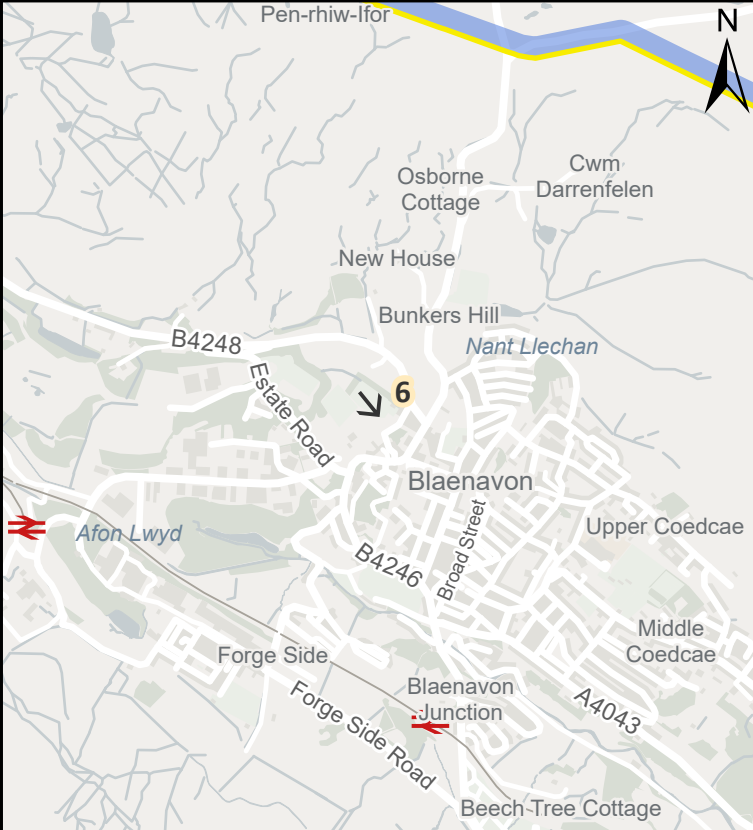 Pen-rhiw-Ifor
N
Cwm
Darrenfelen
Osborne
Cottage
New House
Bunkers Hill
B4248
Nant Llechan
Estate Road
6
Blaenavon
Broad Street
Upper Coedcae
Afon Lwyd
B4246
Middle
Coedcae
Forge Side
Blaenavon
Junction
A4043
Forge Side Road
Beech Tree Cottage